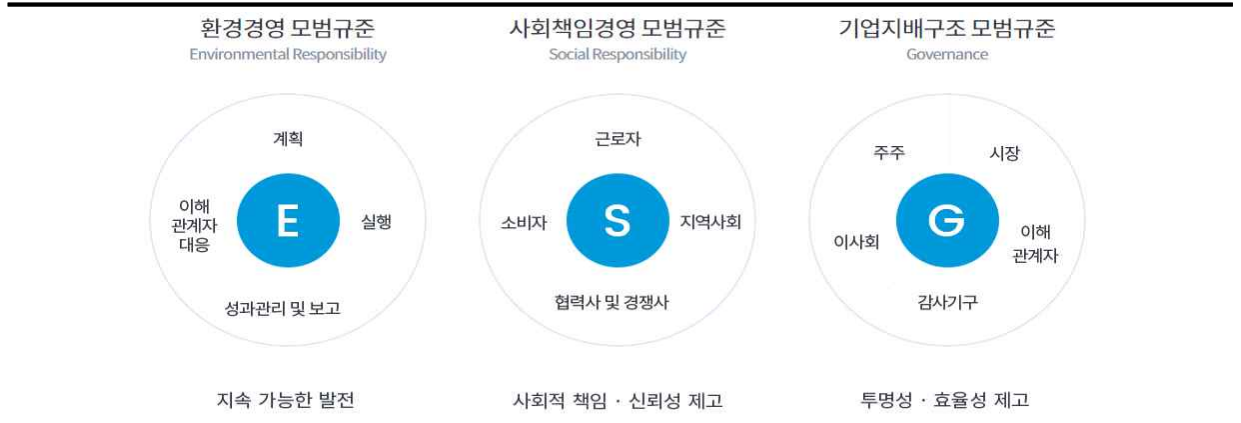 환경경영 모범규준
Environmental Responsibility
계획
이해
관계자
대응
E
실행
성과관리 및 보고
지속 가능한 발전
사회책임경영 모범규준
Social Responsibility
근로자
소비자
S
지역사회
협력사 및 경쟁사
사회적 책임 · 신뢰성 제고
기업지배구조 모범규준
Governance
주주
시장
이사회
G
이해
관계자
감사기구
투명성 · 효율성 제고